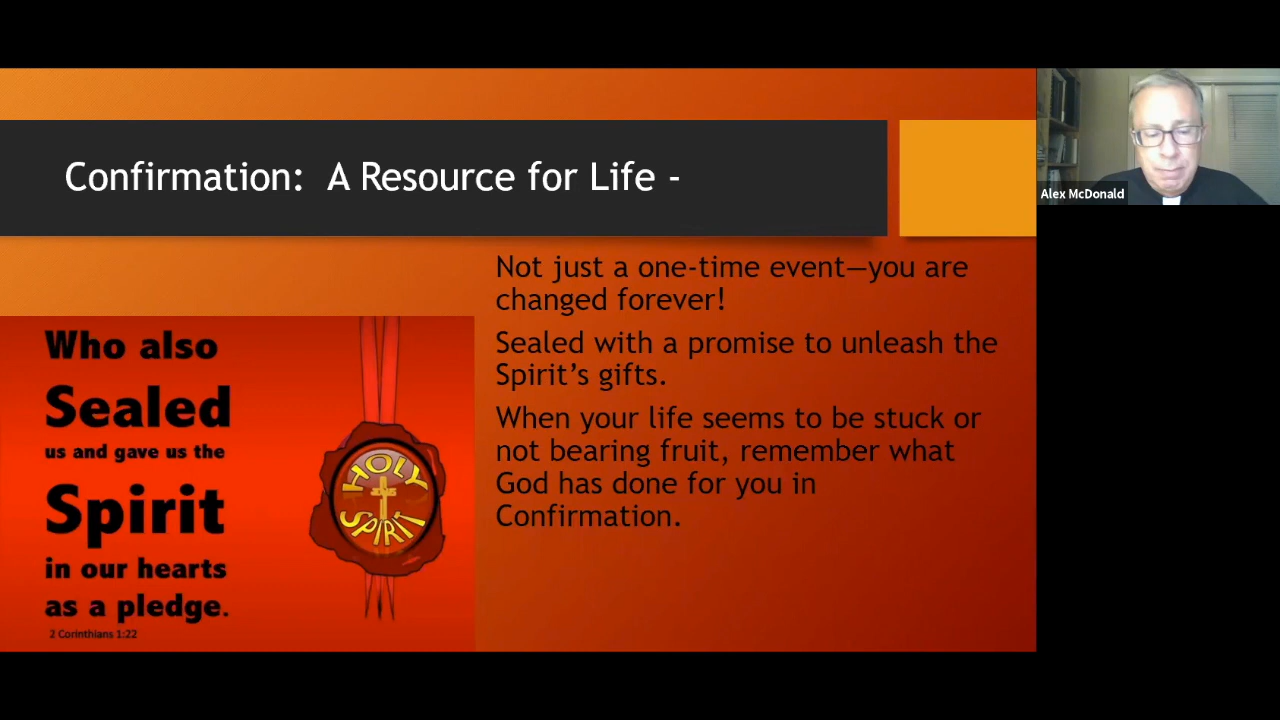 Confirmation:  A Resource for Life -
Alex McDonald
Not just a one-time event—you are
changed forever!
Sealed with a promise to unleash the
Spirit’s gifts.
When your life seems to be stuck or
not bearing fruit, remember what
God has done for you in
Confirmation.
Who also
Sealed
us and gave us the
Spirit
in our hearts
as a pledge.
2 Corinthians 1:22
HOLY
JESUS
SPIRIT